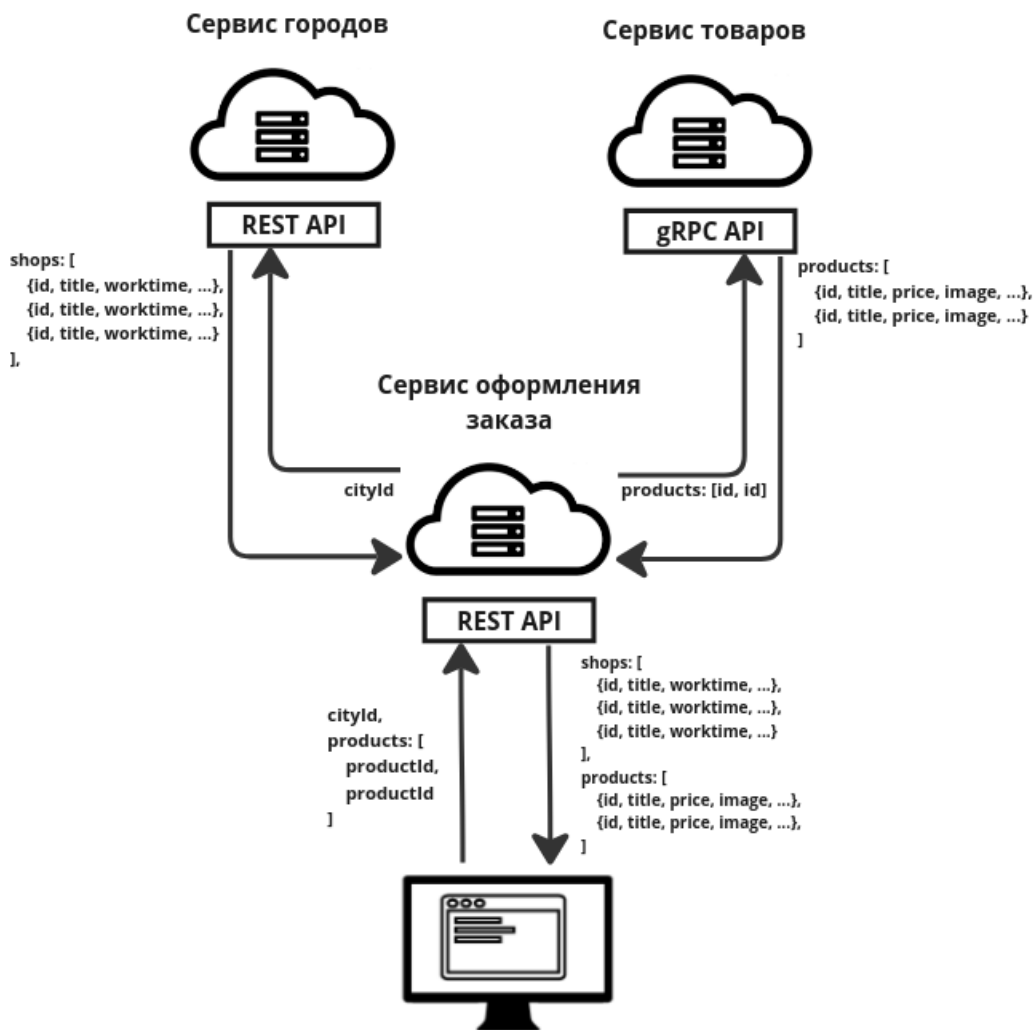 Сервис городов
Сервис товаров
REST API
gRPC API
shops: [
{id, title, worktime, ...},
{id, title, worktime, ...},
{id, title, worktime, ...}
],
products: [
{id, title, price, image, ...},
{id, title, price, image, ...}
]
Сервис оформления
заказа
cityId
products: [id, id]
REST API
cityId,
products: [
productId,
productId
]
shops: [
{id, title, worktime, ...},
{id, title, worktime, ...},
{id, title, worktime, ...}
],
products: [
{id, title, price, image, ...},
{id, title, price, image, ...},
]